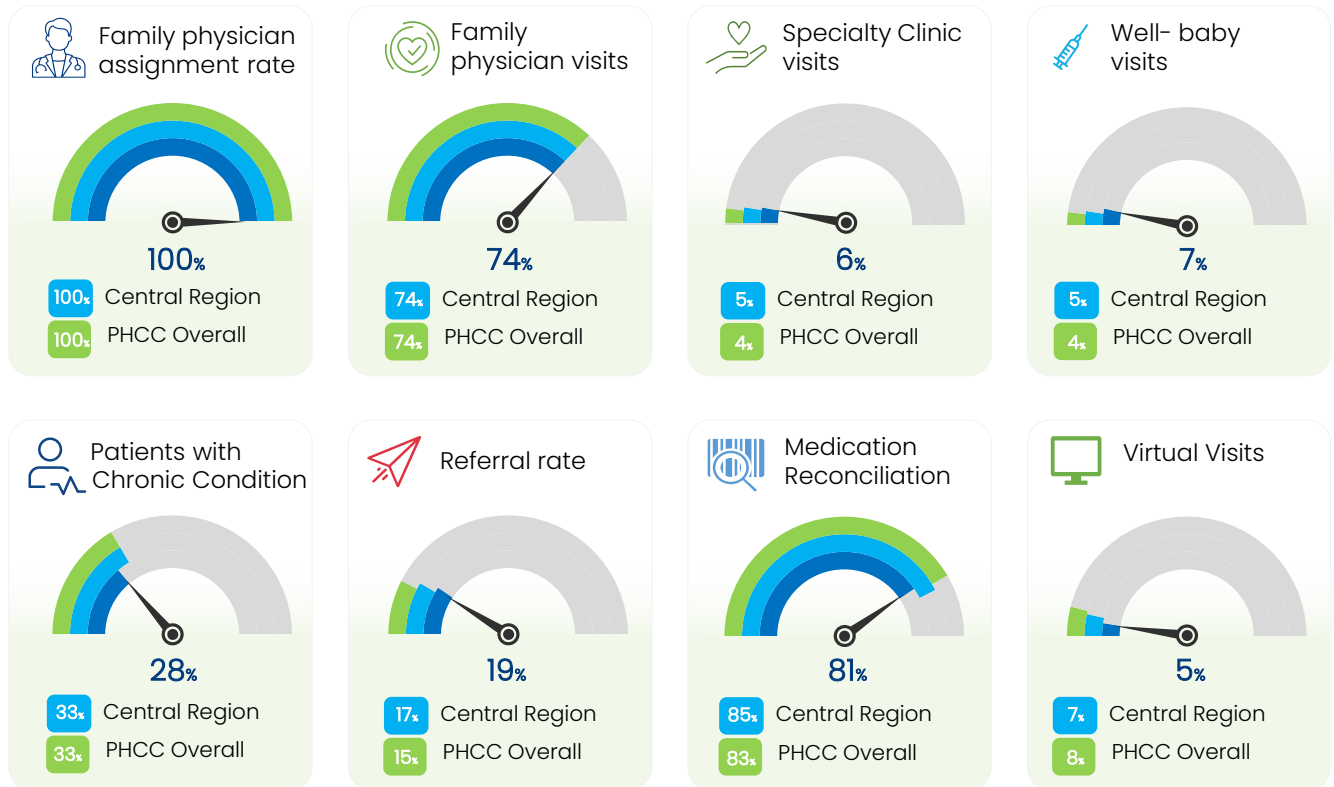 Family physician
assignment rate
100%
100% Central Region
100% PHCC Overall
Family
physician visits
74%
74% Central Region
74% PHCC Overall
Specialty Clinic
visits
6%
5% Central Region
4% PHCC Overall
Well- baby
visits
7%
5% Central Region
4% PHCC Overall
Patients with
Chronic Condition
28%
33% Central Region
33% PHCC Overall
Referral rate
19%
17% Central Region
15% PHCC Overall
Medication
Reconciliation
81%
85% Central Region
83% PHCC Overall
Virtual Visits
5%
7% Central Region
8% PHCC Overall